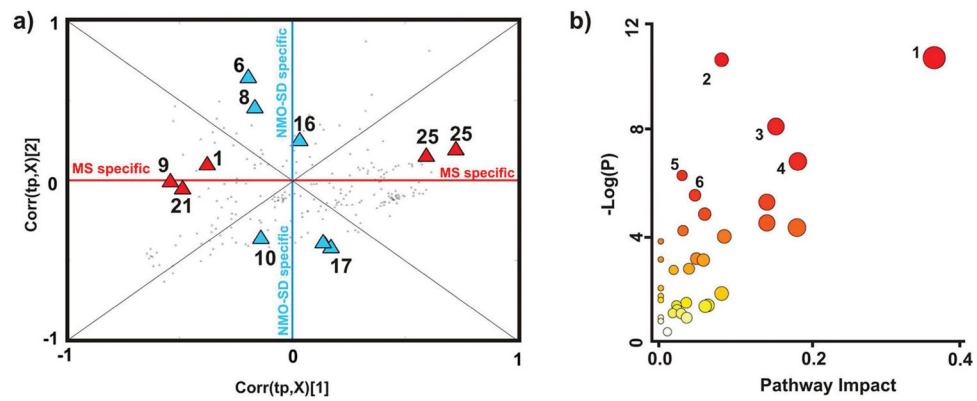 a)
1
0
-1
Corr(tp,X)[2]
-1
0
1
Corr(tp,X)[1]
NMO-SD specific
NMO-SD specific
MS specific
MS specific
6
8
16
25
25
9
1
21
10
17
b)
12
8
4
0
-Log(P)
0.0
0.2
0.4
Pathway Impact
1
2
3
4
5
6